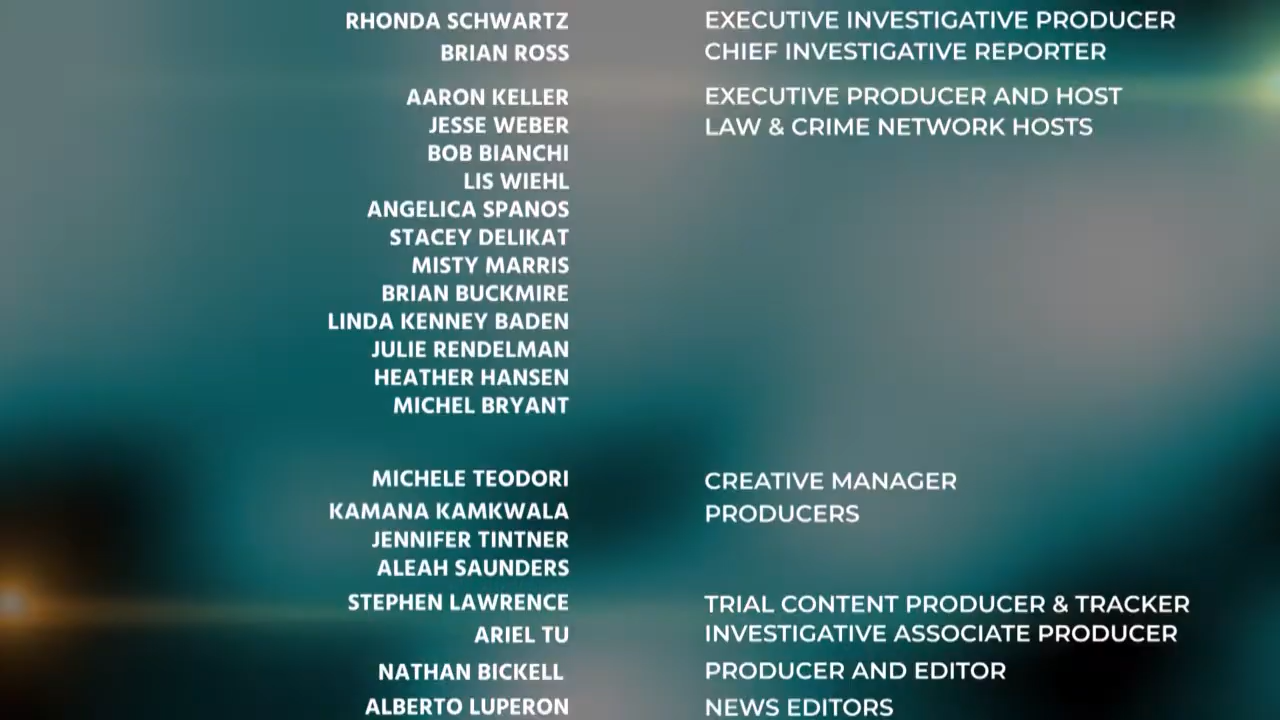 RHONDA SCHWARTZ EXECUTIVE INVESTIGATIVE PRODUCER
BRIAN ROSS CHIEF INVESTIGATIVE REPORTER
AARON KELLER EXECUTIVE PRODUCER AND HOST
JESSE WEBER LAW & CRIME NETWORK HOSTS
BOB BIANCHI
LIS WIEHL
ANGELICA SPANOS
STACEY DELIKAT
MISTY MARRIS
BRIAN BUCKMIRE
LINDA KENNEY BADEN
JULIE RENDELMAN
HEATHER HANSEN
MICHEL BRYANT
MICHELE TEODORI CREATIVE MANAGER
KAMANA KAMKWALA PRODUCERS
JENNIFER TINTNER
ALEAH SAUNDERS
STEPHEN LAWRENCE TRIAL CONTENT PRODUCER & TRACKER
ARIEL TU INVESTIGATIVE ASSOCIATE PRODUCER
NATHAN BICKELL PRODUCER AND EDITOR
ALBERTO LUPERON NEWS EDITORS